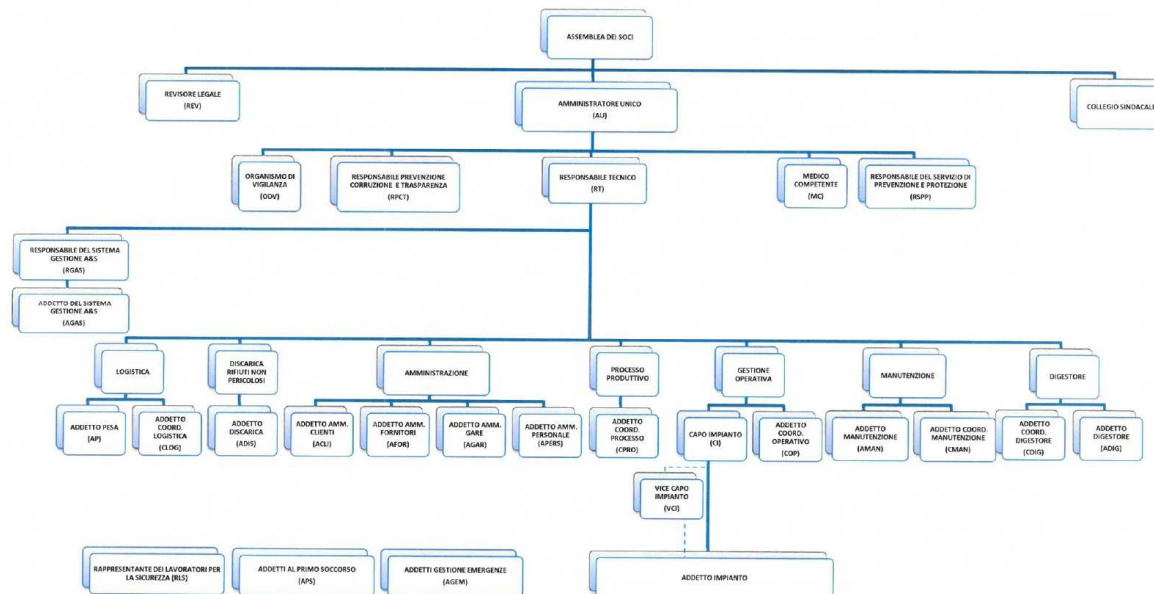 ASSEMBLEA DEI SOCI
REVISORE LEGALE
(REV)
AMMINISTRATORE UNICO
(AU)
COLLEGIO SINDACALE
ORGANISMO DI
VIGILANZA
(ODV)
RESPONSABILE PREVENZIONE
CORRUZIONE E TRASPARENZA
(RPCT)
RESPONSABILE TECNICO
(RT)
MEDICO
COMPETENTE
(MC)
RESPONSABILE DEL SERVIZIO DI
PREVENZIONE E PROTEZIONE
(RSPP)
RESPONSABILE DEL SISTEMA
GESTIONE A&S
(RGAS)
ADDETTO DEL SISTEMA
GESTIONE A&S
(AGAS)
LOGISTICA
DISCARICA
RIFIUTI NON
PERICOLOSI
AMMINISTRAZIONE
PROCESSO
PRODUTTIVO
GESTIONE
OPERATIVA
MANUTENZIONE
DIGESTORE
ADDETTO PESA
(AP)
ADDETTO
COORD.
LOGISTICA
(CLOG)
ADDETTO
DISCARICA
(ADIS)
ADDETTO AMM.
CLIENTI
(ACLI)
ADDETTO AMM.
FORNITORI
(AFOR)
ADDETTO AMM.
GARE
(AGAR)
ADDETTO AMM.
PERSONALE
(APERS)
ADDETTO
COORD.
PROCESSO
(CPRO)
CAPO IMPIANTO
(CI)
ADDETTO
COORD.
OPERATIVO
(COP)
ADDETTO
MANUTENZIONE
(AMAN)
ADDETTO COORD.
MANUTENZIONE
(CMAN)
ADDETTO
COORD.
DIGESTORE
(CDIG)
ADDETTO
DIGESTORE
(ADIG)
VICE CAPO
IMPIANTO
(VCI)
RAPPRESENTANTE DEI LAVORATORI PER
LA SICUREZZA (RLS)
ADDETTI AL PRIMO SOCCORSO
(APS)
ADDETTI GESTIONE EMERGENZE
(AGEM)
ADDETTO IMPIANTO